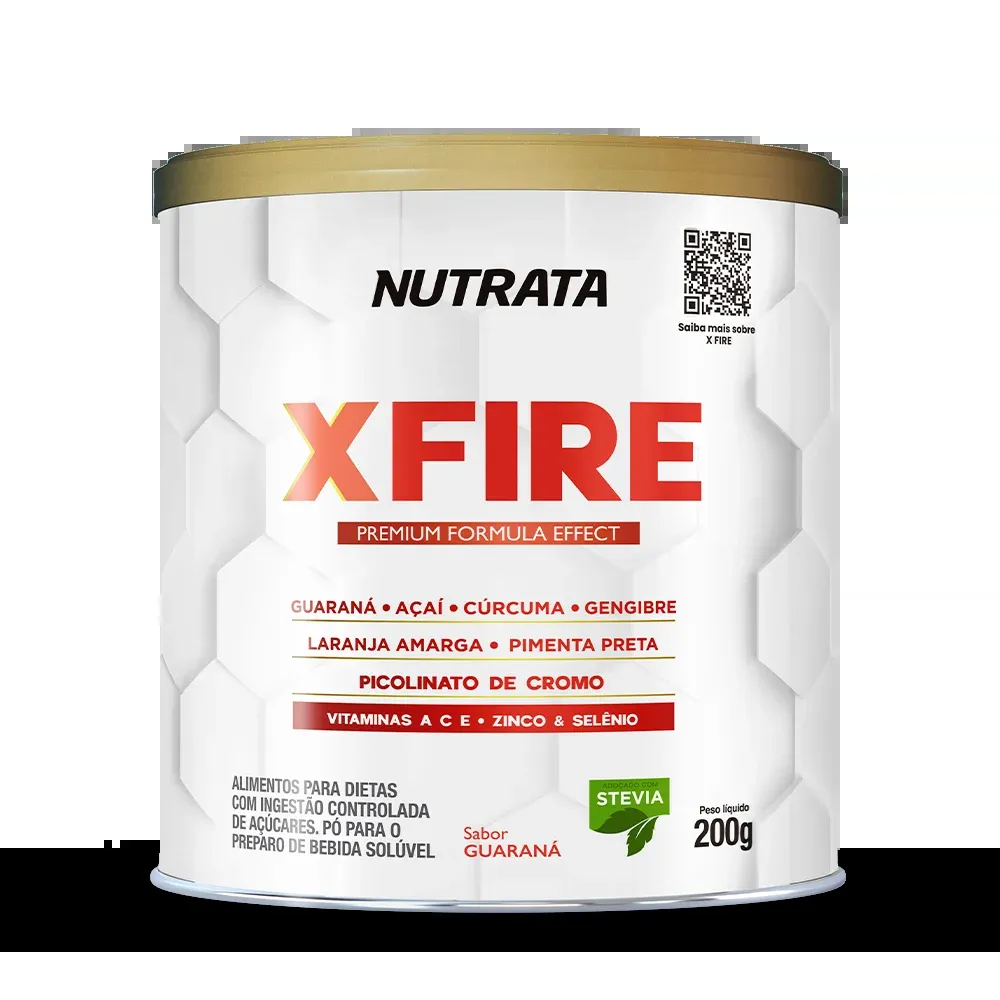 NUTRATA
Saiba mais sobre
X FIRE
XFIRE
PREMIUM FORMULA EFFECT
GUARANÁ • AÇAÍ • CÚRCUMA • GENGIBRE
LARANJA AMARGA • PIMENTA PRETA
PICOLINATO DE CROMO
VITAMINAS A C E • ZINCO & SELÊNIO
ALIMENTOS PARA DIETAS
COM INGESTÃO CONTROLADA
DE AÇÚCARES. PÓ PARA O
PREPARO DE BEBIDA SOLÚVEL
Sabor
GUARANÁ
ADOÇADO COM
STEVIA
Peso líquido
200g